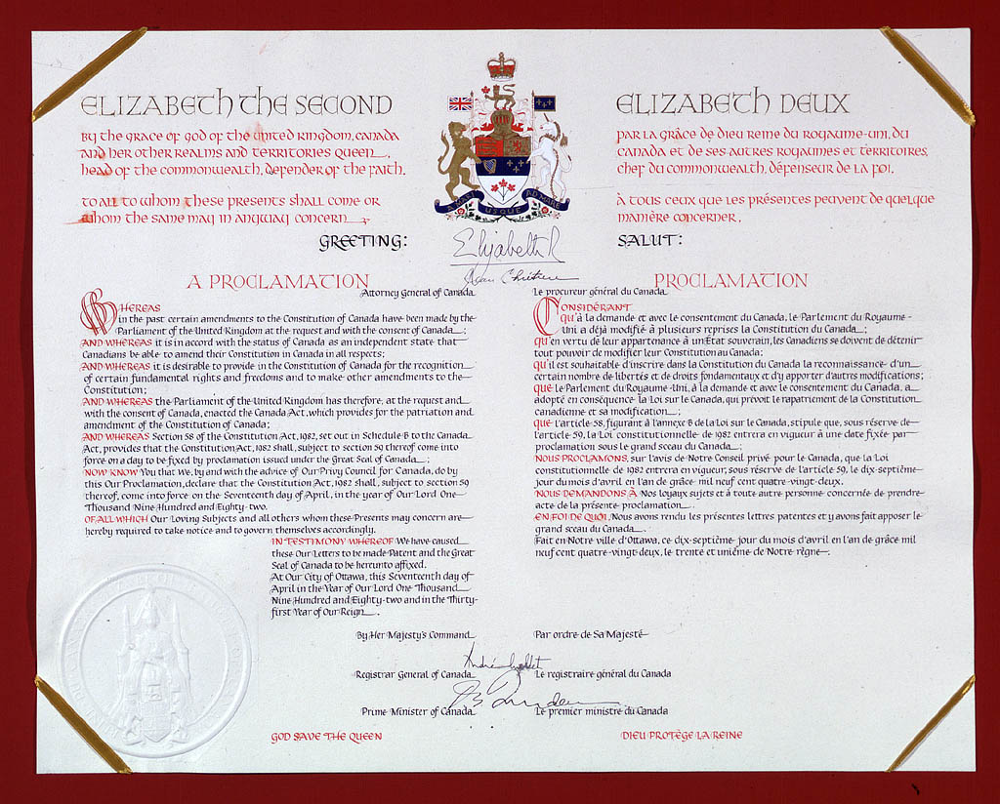 ELIZABETH THE SECOND
BY THE GRACE OF GOD OF THE UNITED KINGDOM, CANADA
AND HER OTHER REALMS AND TERRITORIES QUEEN,
HEAD OF THE COMMONWEALTH, DEFENDER OF THE FAITH.
TO ALL TO WHOM THESE PRESENTS SHALL COME OR
WHOM THE SAME MAY IN ANYWAY CONCERN,
GREETING:
ELIZABETH DEUX
PAR LA GRÂCE DE DIEU REINE DU ROYAUME-UNI, DU
CANADA ET DE SES AUTRES ROYAUMES ET TERRITOIRES,
CHEF DU COMMONWEALTH, DÉFENSEUR DE LA FOI.
À TOUS CEUX QUE LES PRÉSENTES PEUVENT DE QUELQUE
MANIÈRE CONCERNER,
SALUT:
A MARI USQUE AD MARE
Elizabeth R
Jean Chrétien
A PROCLAMATION
Attorney General of Canada
WHEREAS
in the past certain amendments to the Constitution of Canada have been made by the
Parliament of the United Kingdom at the request and with the consent of Canada;
AND WHEREAS it is in accord with the status of Canada as an independent state that
Canadians be able to amend their Constitution in Canada in all respects;
AND WHEREAS it is desirable to provide in the Constitution of Canada for the recognition
of certain fundamental rights and freedoms and to make other amendments to the
Constitution;
AND WHEREAS the Parliament of the United Kingdom has therefore, at the request and
with the consent of Canada, enacted the Canada Act, which provides for the patriation and
amendment of the Constitution of Canada;
AND WHEREAS Section 58 of the Constitution Act, 1982, set out in Schedule B to the Canada
Act, provides that the Constitution Act, 1982 shall, subject to section 59 thereof come into
force on a day to be fixed by proclamation issued under the Great Seal of Canada;
NOW KNOW You that We, by and with the advice of Our Privy Council for Canada, do by
this Our Proclamation, declare that the Constitution Act, 1982 shall, subject to section 59
thereof, come into force on the Seventeenth day of April, in the year of Our Lord One
Thousand Nine Hundred and Eighty-two.
OF ALL WHICH Our Loving Subjects and all others whom these Presents may concern are
hereby required to take notice and to govern themselves accordingly.
IN TESTIMONY WHEREOF We have caused
these Our Letters to be made Patent and the Great
Seal of Canada to be hereunto affixed.
At Our City of Ottawa, this Seventeenth day of
April in the Year of Our Lord One Thousand
Nine Hundred and Eighty-two and in the Thirty-
first Year of Our Reign.
PROCLAMATION
Le procureur général du Canada
CONSIDÉRANT
QU'à la demande et avec le consentement du Canada, le Parlement du Royaume-
Uni a déjà modifié à plusieurs reprises la Constitution du Canada;
QU'en vertu de leur appartenance à un État souverain, les Canadiens se doivent de détenir
tout pouvoir de modifier leur Constitution au Canada;
QU'il est souhaitable d'inscrire dans la Constitution du Canada la reconnaissance d'un
certain nombre de libertés et de droits fondamentaux et d'y apporter d'autres modifications;
QUE le Parlement du Royaume-Uni, à la demande et avec le consentement du Canada, a
adopté en conséquence la Loi sur le Canada, qui prévoit le rapatriement de la Constitution
canadienne et sa modification;
QUE l'article 58, figurant à l'annexe B de la Loi sur le Canada, stipule que, sous réserve de
l'article 59, la Loi constitutionnelle de 1982 entrera en vigueur à une date fixée par
proclamation sous le grand sceau du Canada.
NOUS PROCLAMONS, sur l'avis de Notre Conseil privé pour le Canada, que la Loi
constitutionnelle de 1982 entrera en vigueur, sous réserve de l'article 59, le dix-septième
jour du mois d'avril en l'an de grâce mil neuf cent quatre-vingt-deux.
NOUS DEMANDONS À Nos loyaux sujets et à toute autre personne concernée de prendre
acte de la présente proclamation.
EN FOI DE QUOI, Nous avons rendu les présentes lettres patentes et y avons fait apposer le
grand sceau du Canada.
Fait en Notre ville d'Ottawa, ce dix-septième jour du mois d'avril en l'an de grâce mil
neuf cent quatre-vingt-deux, le trente et unième de Notre règne.
By Her Majesty's Command
Par ordre de Sa Majesté
André Ouellet
Registrar General of Canada
Le registraire général du Canada
Prime Minister of Canada
Le premier ministre du Canada
GOD SAVE THE QUEEN
DIEU PROTÈGE LA REINE